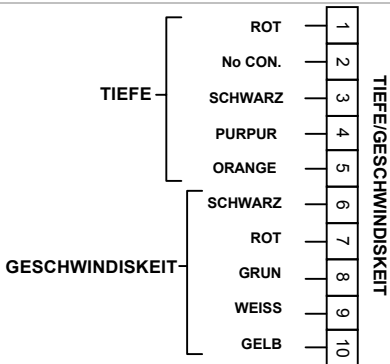 ROT 1
No CON. 2
TIEFE SCHWARZ 3
PURPUR 4
ORANGE 5
SCHWARZ 6
ROT 7
GESCHWINDISKEIT GRUN 8
WEISS 9
GELB 10
TIEFE/GESCHWINDISKEIT